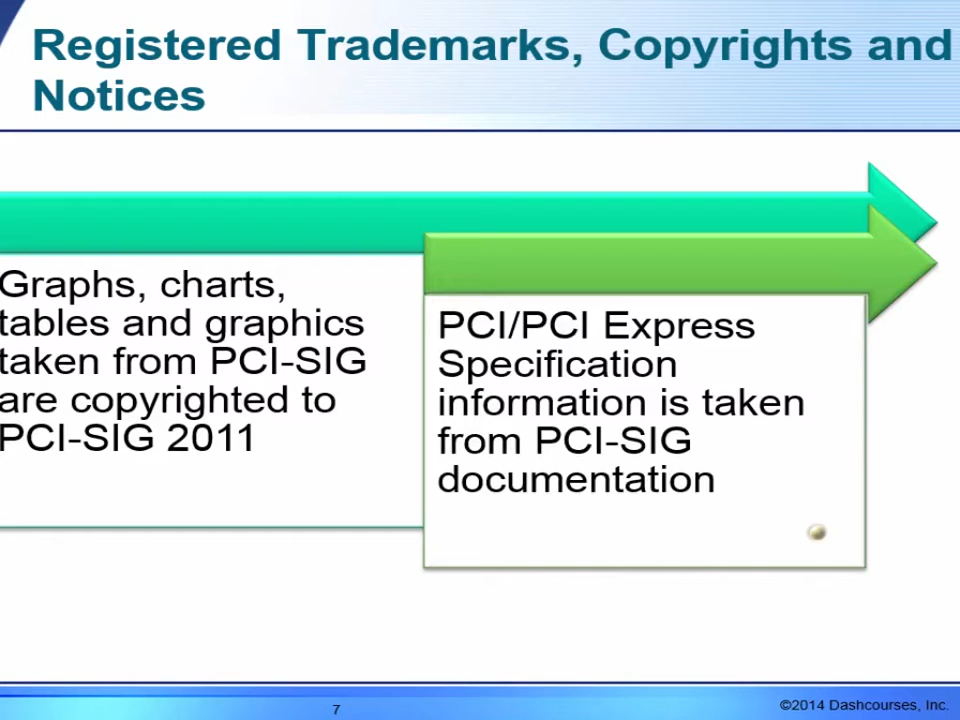 Registered Trademarks, Copyrights and
Notices
Graphs, charts,
tables and graphics
taken from PCI-SIG
are copyrighted to
PCI-SIG 2011
PCI/PCI Express
Specification
information is taken
from PCI-SIG
documentation
7
©2014 Dashcourses, Inc.